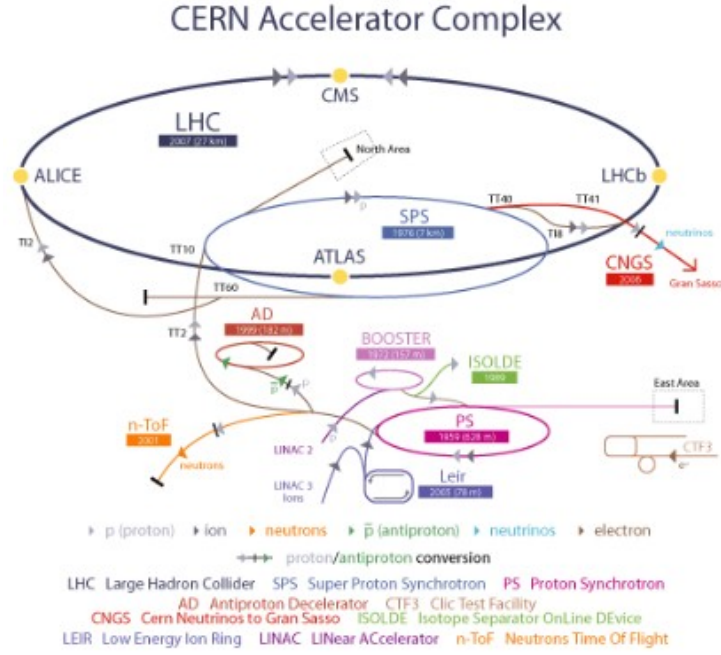 CERN Accelerator Complex
CMS
LHC
2007 (27 km)
North Area
ALICE
LHCb
TT40
TT41
SPS
1976 (7 km)
TI8
neutrinos
TI2
TT10
ATLAS
CNGS
2006
Gran Sasso
TT60
AD
1999 (182 m)
TT2
BOOSTER
1972 (157 m)
ISOLDE
1989
p
p
p̅
p
East Area
n-ToF
2001
PS
1959 (628 m)
CTF3
e-
neutrons
LINAC 2
p
LINAC 3
Ions
Leir
2005 (78 m)
p (proton) ion neutrons p̅ (antiproton) neutrinos electron
proton/antiproton conversion
LHC Large Hadron Collider SPS Super Proton Synchrotron PS Proton Synchrotron
AD Antiproton Decelerator CTF3 Clic Test Facility
CNGS Cern Neutrinos to Gran Sasso ISOLDE Isotope Separator OnLine DEvice
LEIR Low Energy Ion Ring LINAC LINear ACcelerator n-ToF Neutrons Time Of Flight